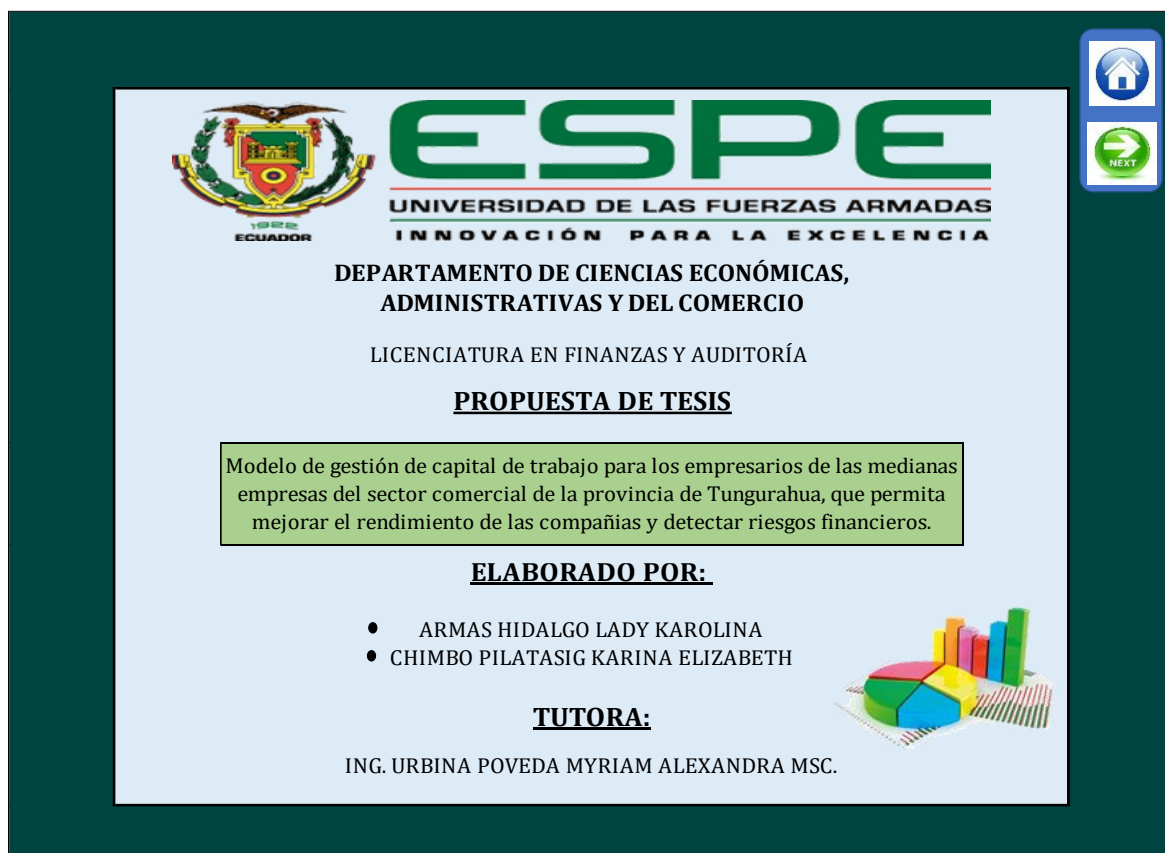 ESPE
UNIVERSIDAD DE LAS FUERZAS ARMADAS
INNOVACIÓN PARA LA EXCELENCIA
1922
ECUADOR
NEXT
DEPARTAMENTO DE CIENCIAS ECONÓMICAS,
ADMINISTRATIVAS Y DEL COMERCIO
LICENCIATURA EN FINANZAS Y AUDITORÍA
PROPUESTA DE TESIS
Modelo de gestión de capital de trabajo para los empresarios de las medianas
empresas del sector comercial de la provincia de Tungurahua, que permita
mejorar el rendimiento de las compañias y detectar riesgos financieros.
ELABORADO POR:
● ARMAS HIDALGO LADY KAROLINA
● CHIMBO PILATASIG KARINA ELIZABETH
TUTORA:
ING. URBINA POVEDA MYRIAM ALEXANDRA MSC.